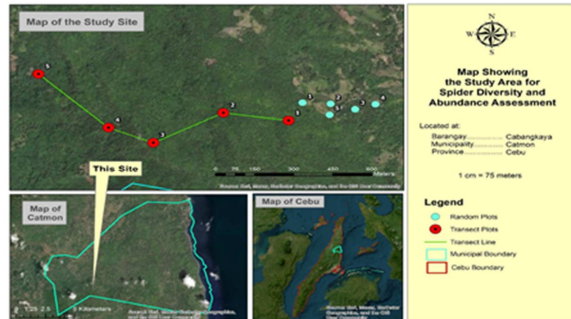 Map of the Study Site
5
4
3
2
1
1
2
3
4
5
0 75 150 300 450 600
Meters
N
W E
S
Map Showing
the Study Area for
Spider Diversity and
Abundance Assessment
Located at:
Barangay............ Cabangkaya
Municipality......... Catmon
Province.............. Cebu
1 cm = 75 meters
Legend
Random Plots
Transect Plots
Transect Line
Municipal Boundary
Cebu Boundary
This Site
Map of
Catmon
5 Kilometers
Map of Cebu